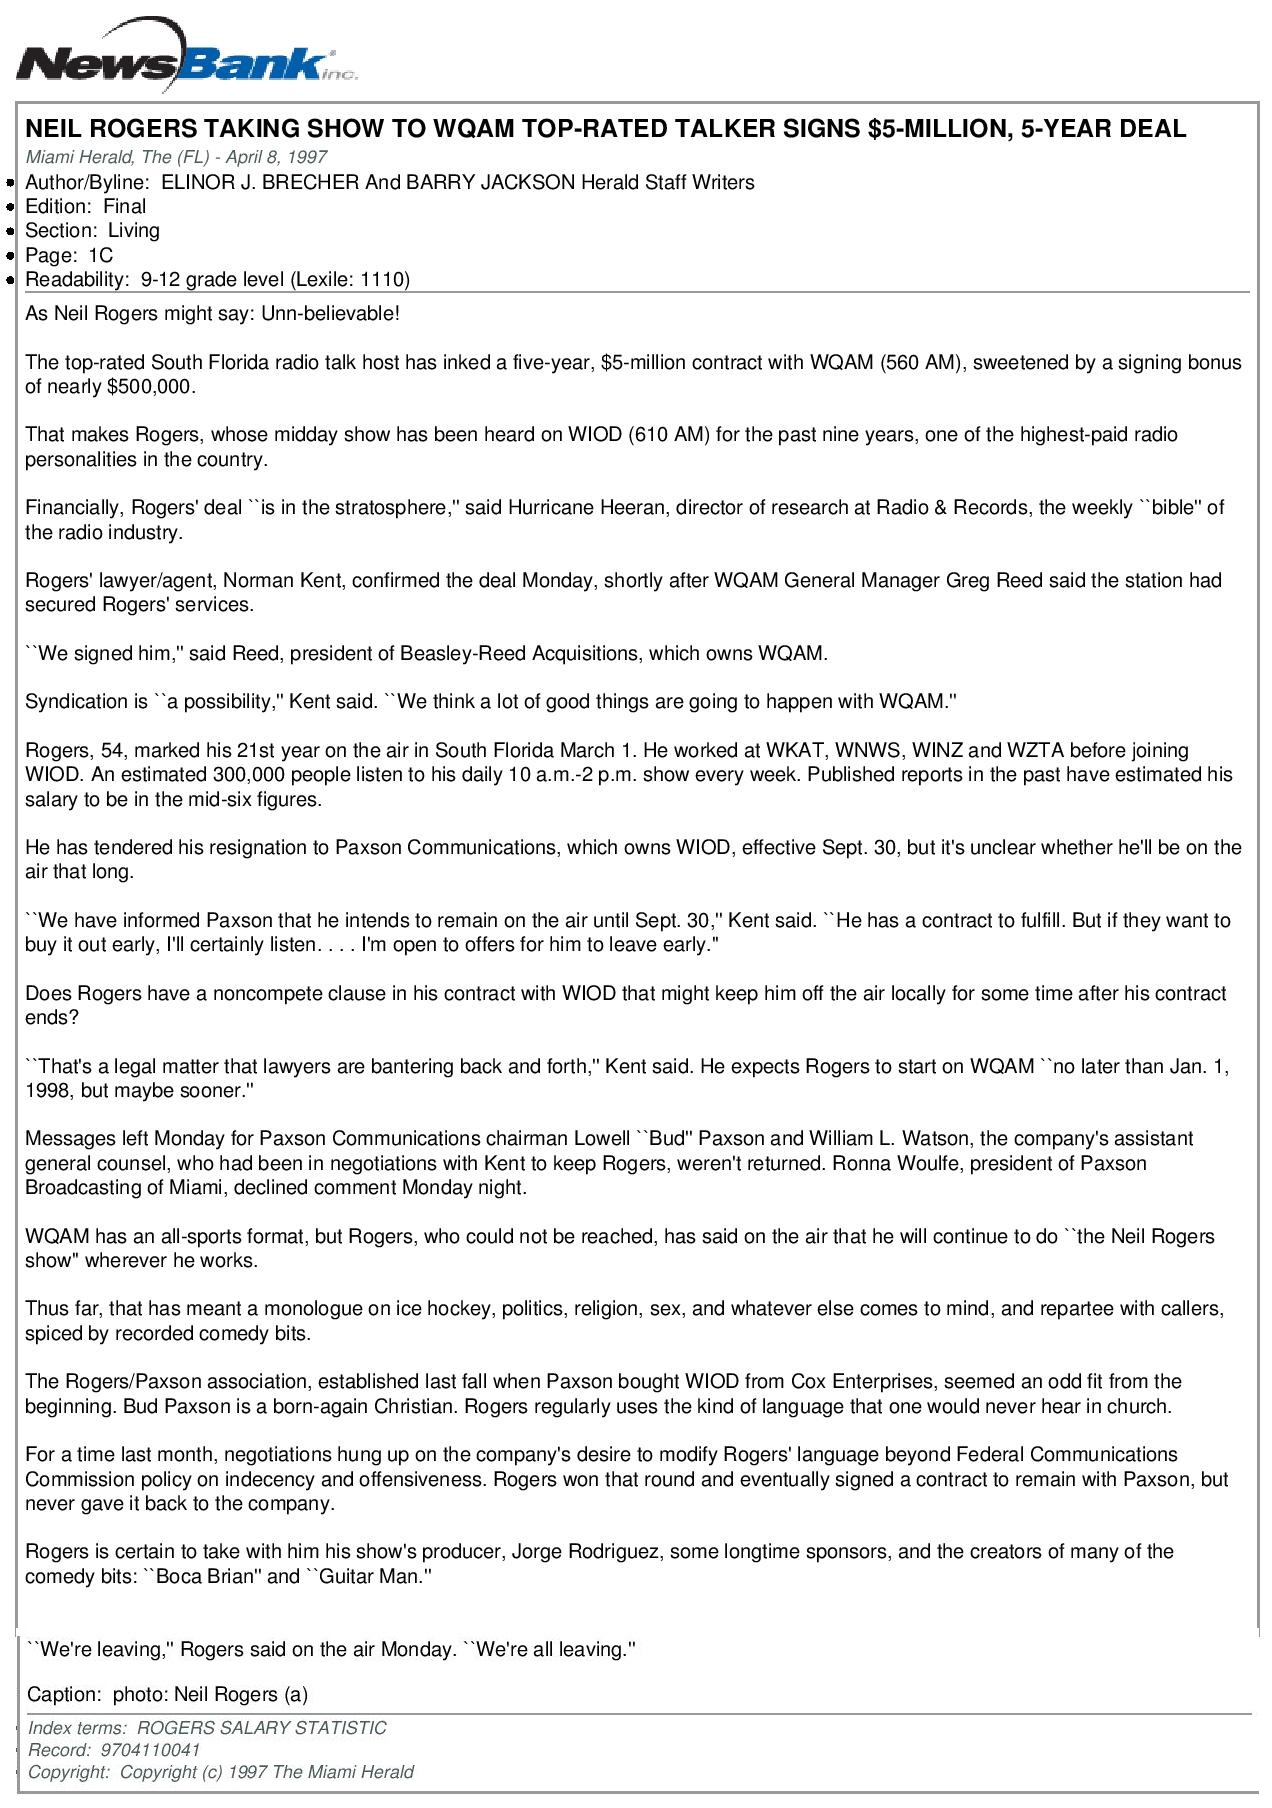 NewsBank inc.
NEIL ROGERS TAKING SHOW TO WQAM TOP-RATED TALKER SIGNS $5-MILLION, 5-YEAR DEAL
Miami Herald, The (FL) - April 8, 1997
• Author/Byline: ELINOR J. BRECHER And BARRY JACKSON Herald Staff Writers
• Edition: Final
• Section: Living
• Page: 1C
• Readability: 9-12 grade level (Lexile: 1110)
As Neil Rogers might say: Unn-believable!
The top-rated South Florida radio talk host has inked a five-year, $5-million contract with WQAM (560 AM), sweetened by a signing bonus
of nearly $500,000.
That makes Rogers, whose midday show has been heard on WIOD (610 AM) for the past nine years, one of the highest-paid radio
personalities in the country.
Financially, Rogers' deal ``is in the stratosphere,'' said Hurricane Heeran, director of research at Radio & Records, the weekly ``bible'' of
the radio industry.
Rogers' lawyer/agent, Norman Kent, confirmed the deal Monday, shortly after WQAM General Manager Greg Reed said the station had
secured Rogers' services.
``We signed him,'' said Reed, president of Beasley-Reed Acquisitions, which owns WQAM.
Syndication is ``a possibility,'' Kent said. ``We think a lot of good things are going to happen with WQAM.''
Rogers, 54, marked his 21st year on the air in South Florida March 1. He worked at WKAT, WNWS, WINZ and WZTA before joining
WIOD. An estimated 300,000 people listen to his daily 10 a.m.-2 p.m. show every week. Published reports in the past have estimated his
salary to be in the mid-six figures.
He has tendered his resignation to Paxson Communications, which owns WIOD, effective Sept. 30, but it's unclear whether he'll be on the
air that long.
``We have informed Paxson that he intends to remain on the air until Sept. 30,'' Kent said. ``He has a contract to fulfill. But if they want to
buy it out early, I'll certainly listen. . . . I'm open to offers for him to leave early."
Does Rogers have a noncompete clause in his contract with WIOD that might keep him off the air locally for some time after his contract
ends?
``That's a legal matter that lawyers are bantering back and forth,'' Kent said. He expects Rogers to start on WQAM ``no later than Jan. 1,
1998, but maybe sooner.''
Messages left Monday for Paxson Communications chairman Lowell ``Bud'' Paxson and William L. Watson, the company's assistant
general counsel, who had been in negotiations with Kent to keep Rogers, weren't returned. Ronna Woulfe, president of Paxson
Broadcasting of Miami, declined comment Monday night.
WQAM has an all-sports format, but Rogers, who could not be reached, has said on the air that he will continue to do ``the Neil Rogers
show" wherever he works.
Thus far, that has meant a monologue on ice hockey, politics, religion, sex, and whatever else comes to mind, and repartee with callers,
spiced by recorded comedy bits.
The Rogers/Paxson association, established last fall when Paxson bought WIOD from Cox Enterprises, seemed an odd fit from the
beginning. Bud Paxson is a born-again Christian. Rogers regularly uses the kind of language that one would never hear in church.
For a time last month, negotiations hung up on the company's desire to modify Rogers' language beyond Federal Communications
Commission policy on indecency and offensiveness. Rogers won that round and eventually signed a contract to remain with Paxson, but
never gave it back to the company.
Rogers is certain to take with him his show's producer, Jorge Rodriguez, some longtime sponsors, and the creators of many of the
comedy bits: ``Boca Brian'' and ``Guitar Man.''
``We're leaving,'' Rogers said on the air Monday. ``We're all leaving.''
Caption: photo: Neil Rogers (a)
Index terms: ROGERS SALARY STATISTIC
Record: 9704110041
Copyright: Copyright (c) 1997 The Miami Herald